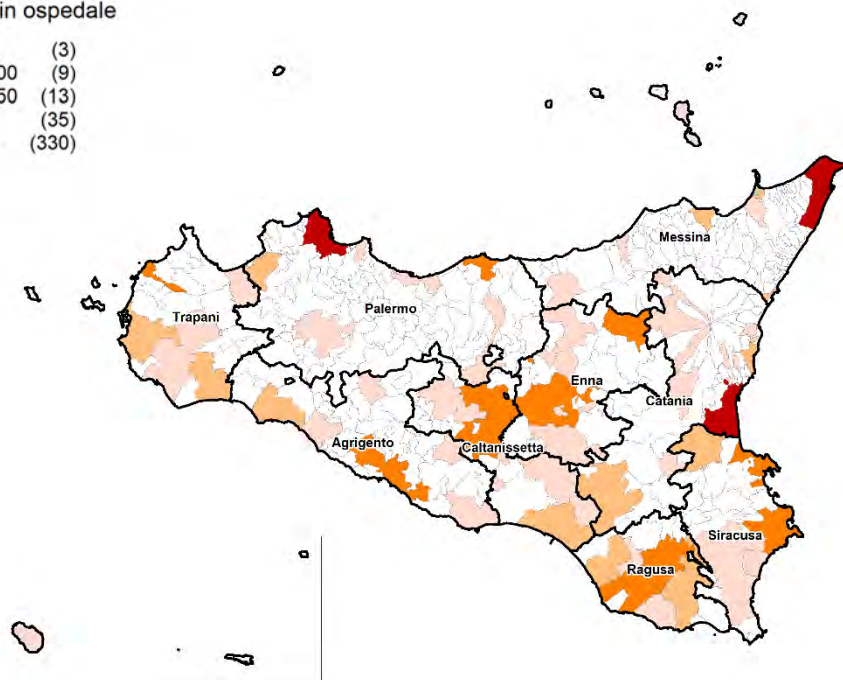 in ospedale
(3)
00 (9)
50 (13)
(35)
(330)
Messina
Palermo
Trapani
Enna
Catania
Agrigento
Caltanissetta
Siracusa
Ragusa